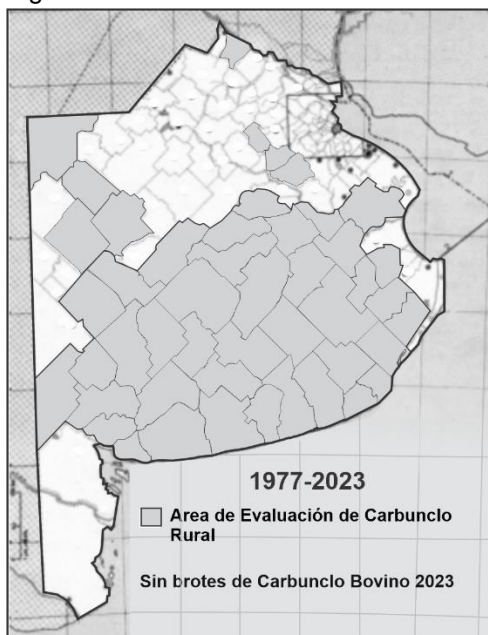 1977-2023
Area de Evaluación de Carbunclo
Rural
Sin brotes de Carbunclo Bovino 2023